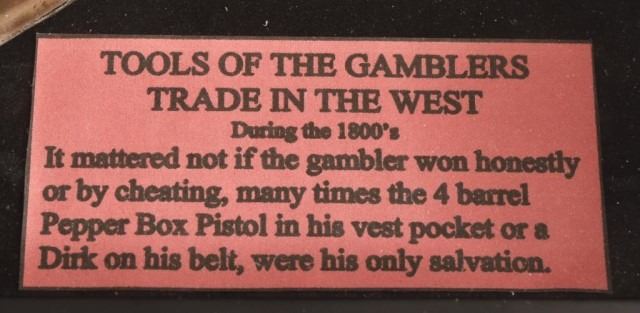 TOOLS OF THE GAMBLERS
TRADE IN THE WEST
During the 1800's
It mattered not if the gambler won honestly
or by cheating, many times the 4 barrel
Pepper Box Pistol in his vest pocket or a
Dirk on his belt, were his only salvation.